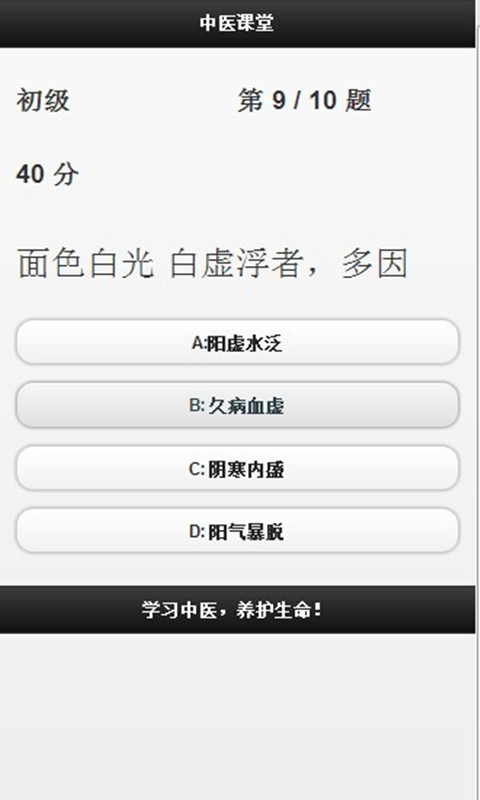 中医课堂
初级 第 9 / 10 题
40 分
面色白光 白虚浮者，多因
A:阳虚水泛
B: 久病血虚
C: 阴寒内盛
D: 阳气暴脱
学习中医，养护生命！